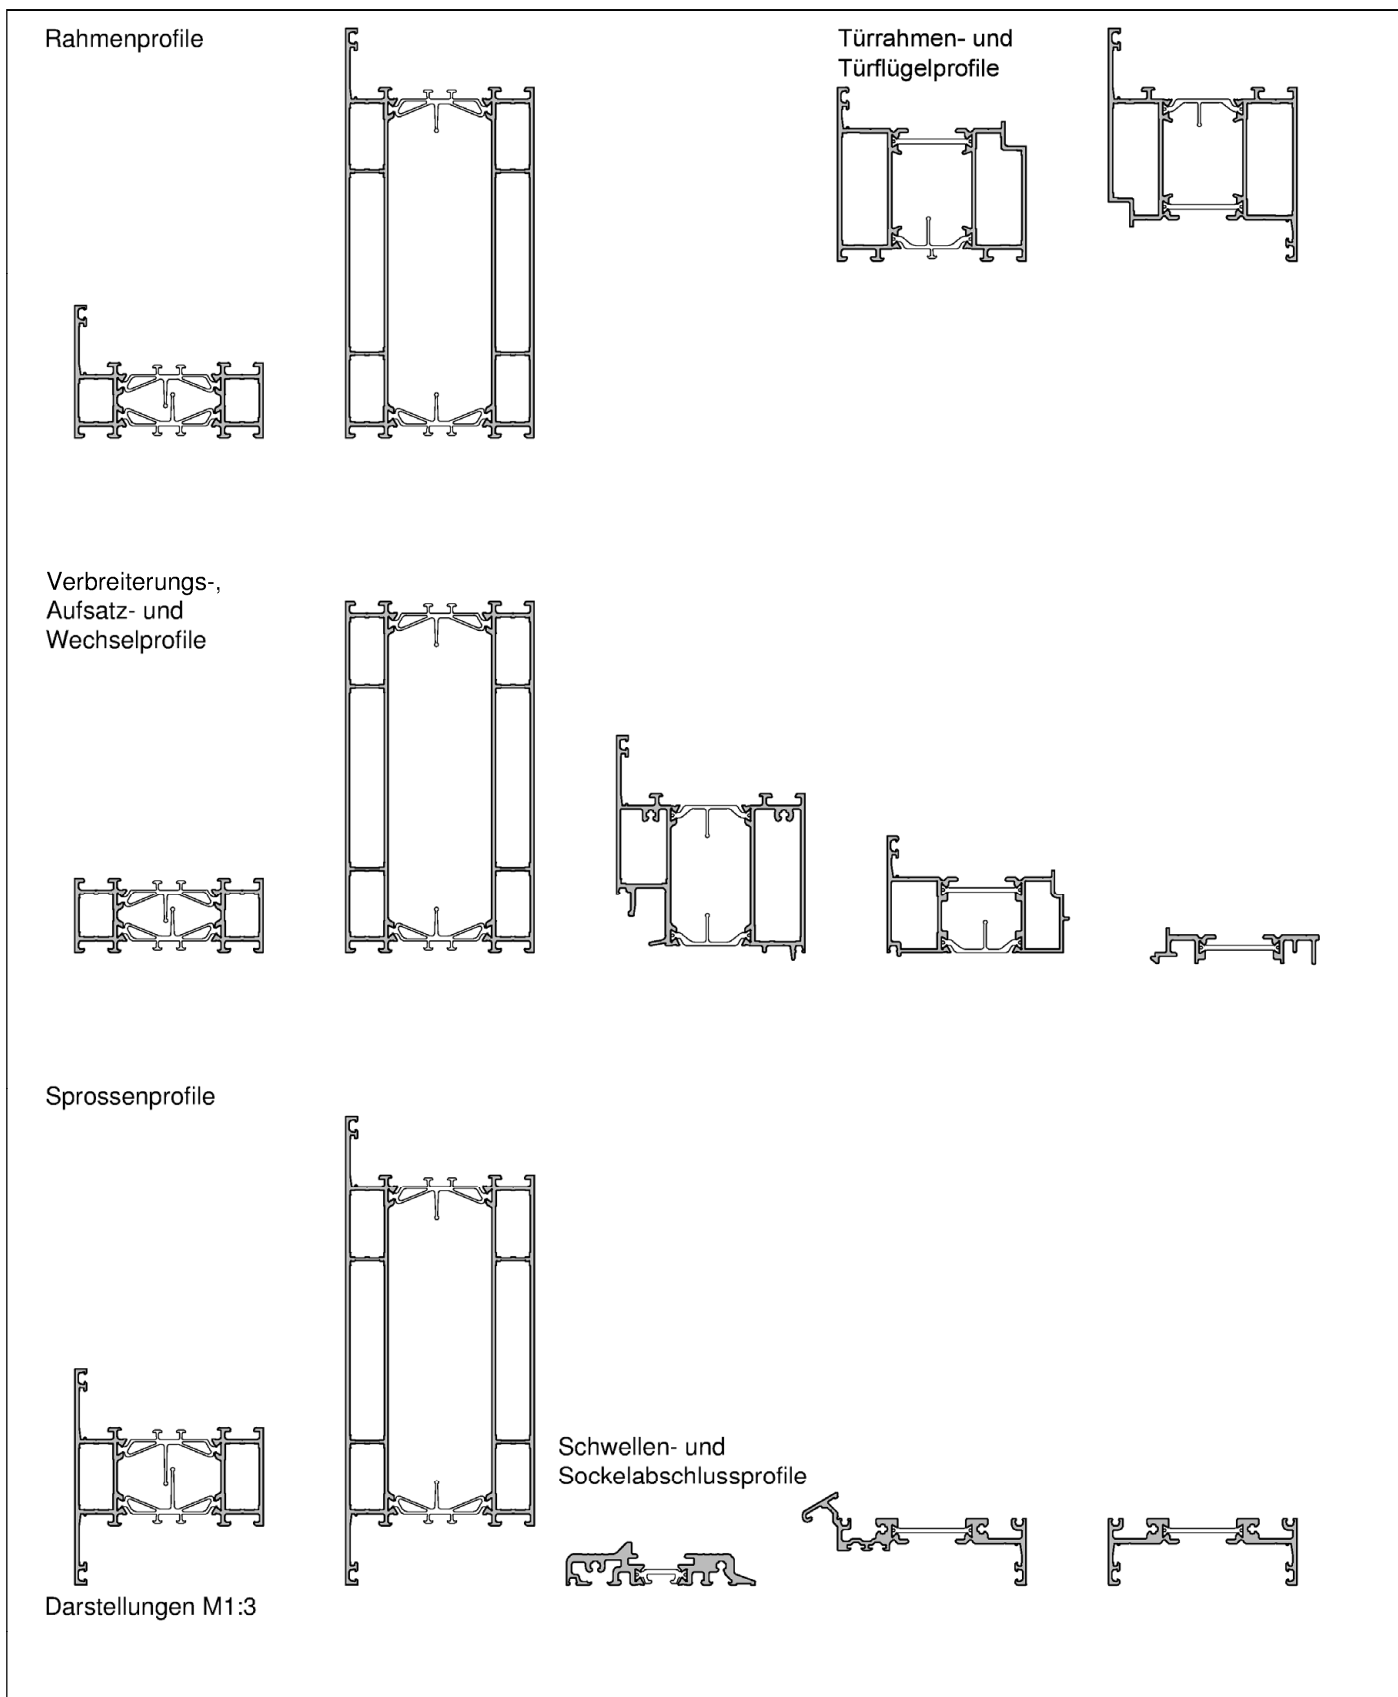 Rahmenprofile
Türrahmen- und
Türflügelprofile
Verbreiterungs-,
Aufsatz- und
Wechselprofile
Sprossenprofile
Schwellen- und
Sockelabschlussprofile
Darstellungen M1:3